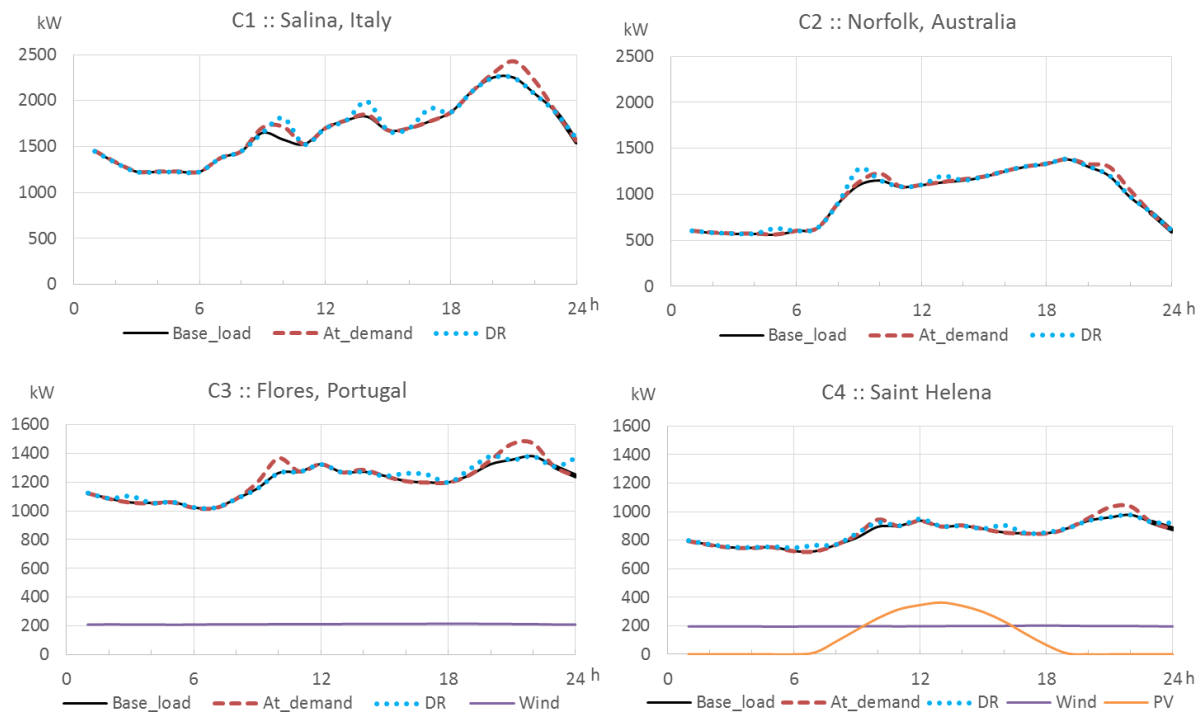 C1 :: Salina, Italy
kW
2500
2000
1500
1000
500
0
0 6 12 18 24 h
Base_load At_demand DR
C2 :: Norfolk, Australia
kW
2500
2000
1500
1000
500
0
0 6 12 18 24 h
Base_load At_demand DR
C3 :: Flores, Portugal
kW
1600
1400
1200
1000
800
600
400
200
0
0 6 12 18 24 h
Base_load At_demand DR Wind
C4 :: Saint Helena
kW
1600
1400
1200
1000
800
600
400
200
0
0 6 12 18 24 h
Base_load At_demand DR Wind PV